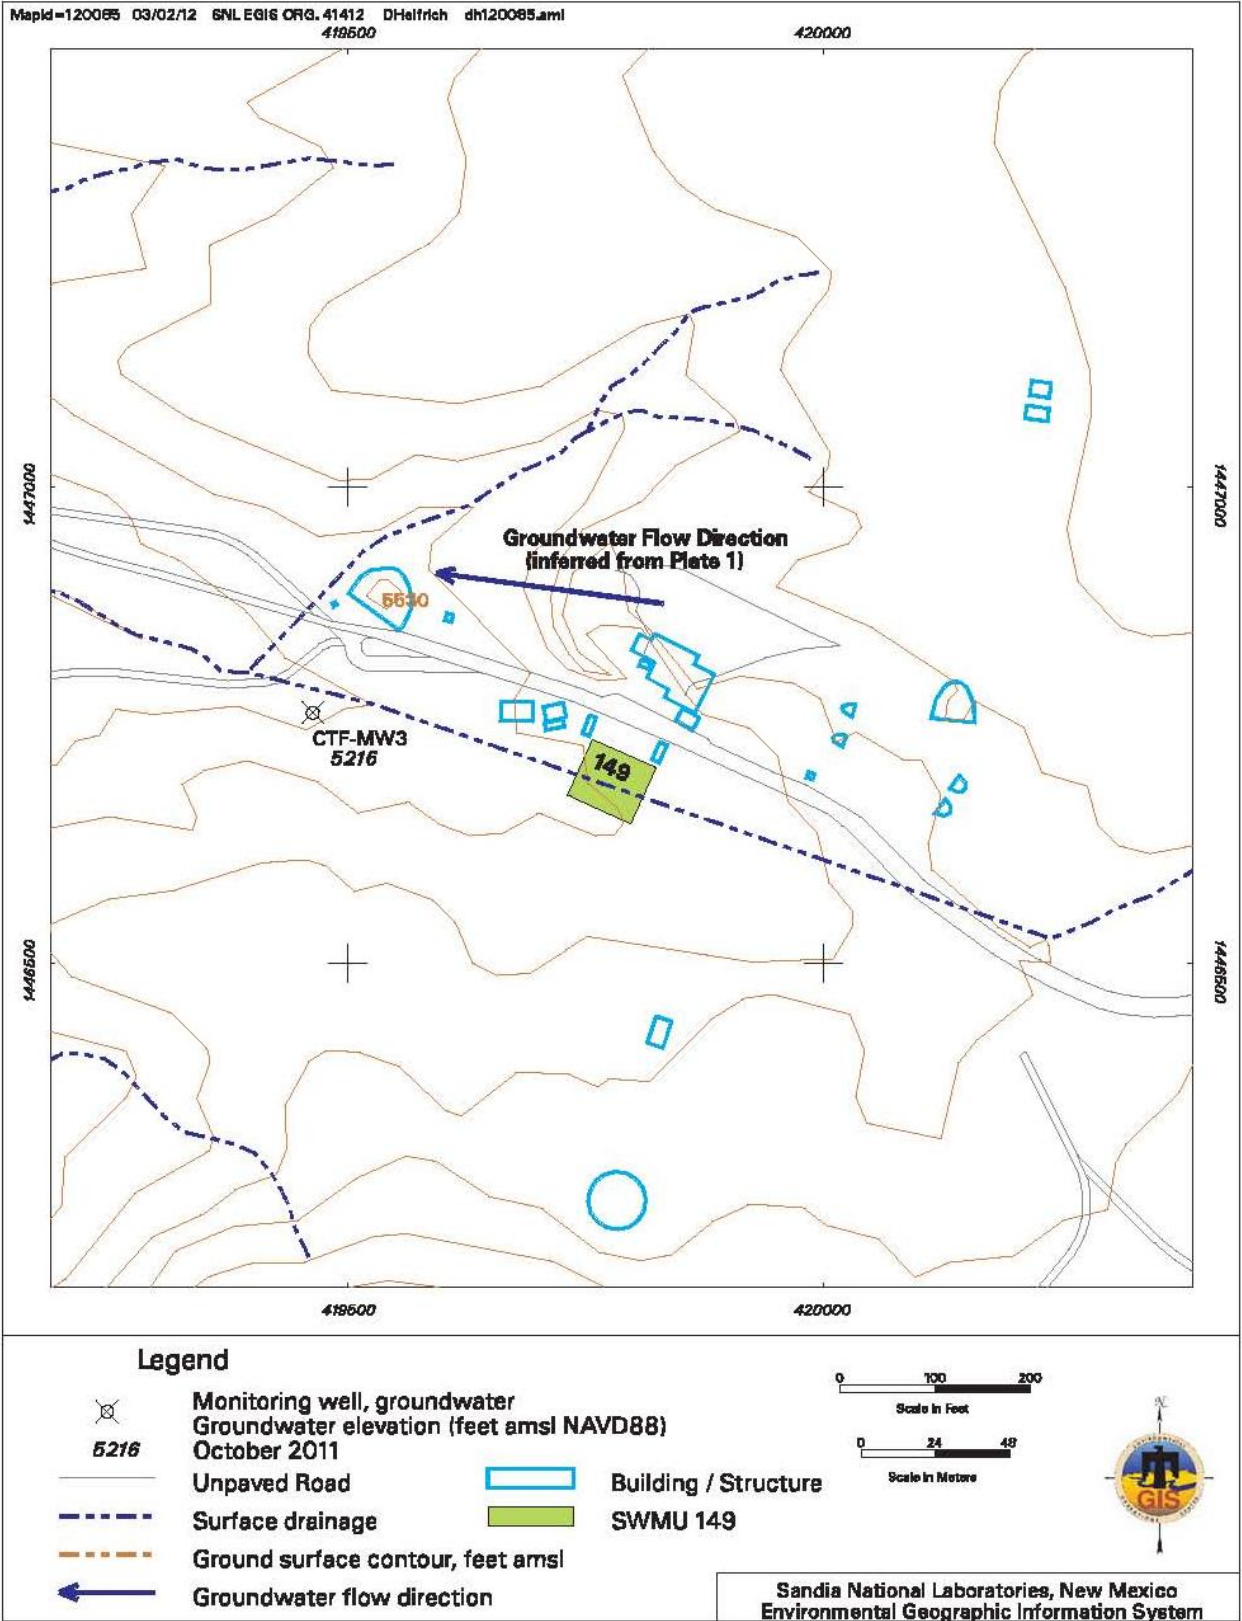 MapId=120085 03/02/12 SNL EGIS ORG. 41412 DHelfrich dh120085.aml
419500 420000
1447000 1447000
Groundwater Flow Direction
(inferred from Plate 1)
5530
CTF-MW3
5216
149
1446500 1446500
419500 420000
Legend
Monitoring well, groundwater
Groundwater elevation (feet amsl NAVD88)
5216 October 2011
Unpaved Road
Surface drainage
Ground surface contour, feet amsl
Groundwater flow direction
Building / Structure
SWMU 149
0 100 200
Scale in Feet
0 24 48
Scale in Meters
N
GIS
Sandia National Laboratories, New Mexico
Environmental Geographic Information System